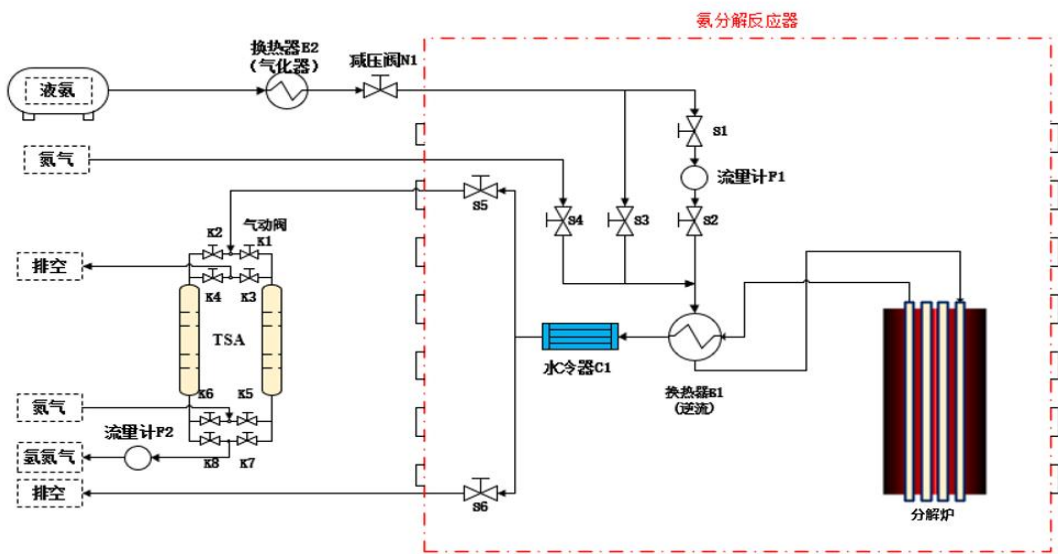 氨分解反应器
换热器E2
（气化器）
减压阀N1
液氨
S1
氮气
流量计F1
S5
S4
S3
S2
气动阀
K2
K1
排空
K4
K3
TSA
水冷器C1
换热器E1
(逆流)
K6
K5
氮气
流量计F2
氢氮气
K8
K7
排空
S6
分解炉